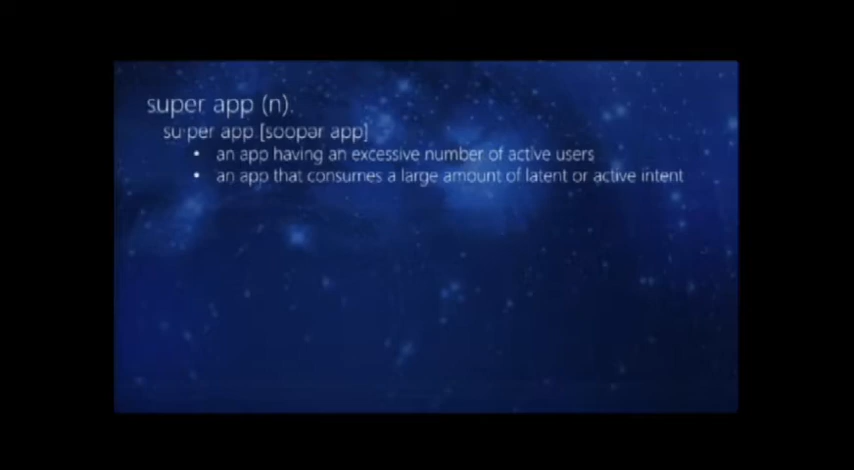 super app (n).
su·per app [soopər app]
• an app having an excessive number of active users
• an app that consumes a large amount of latent or active intent